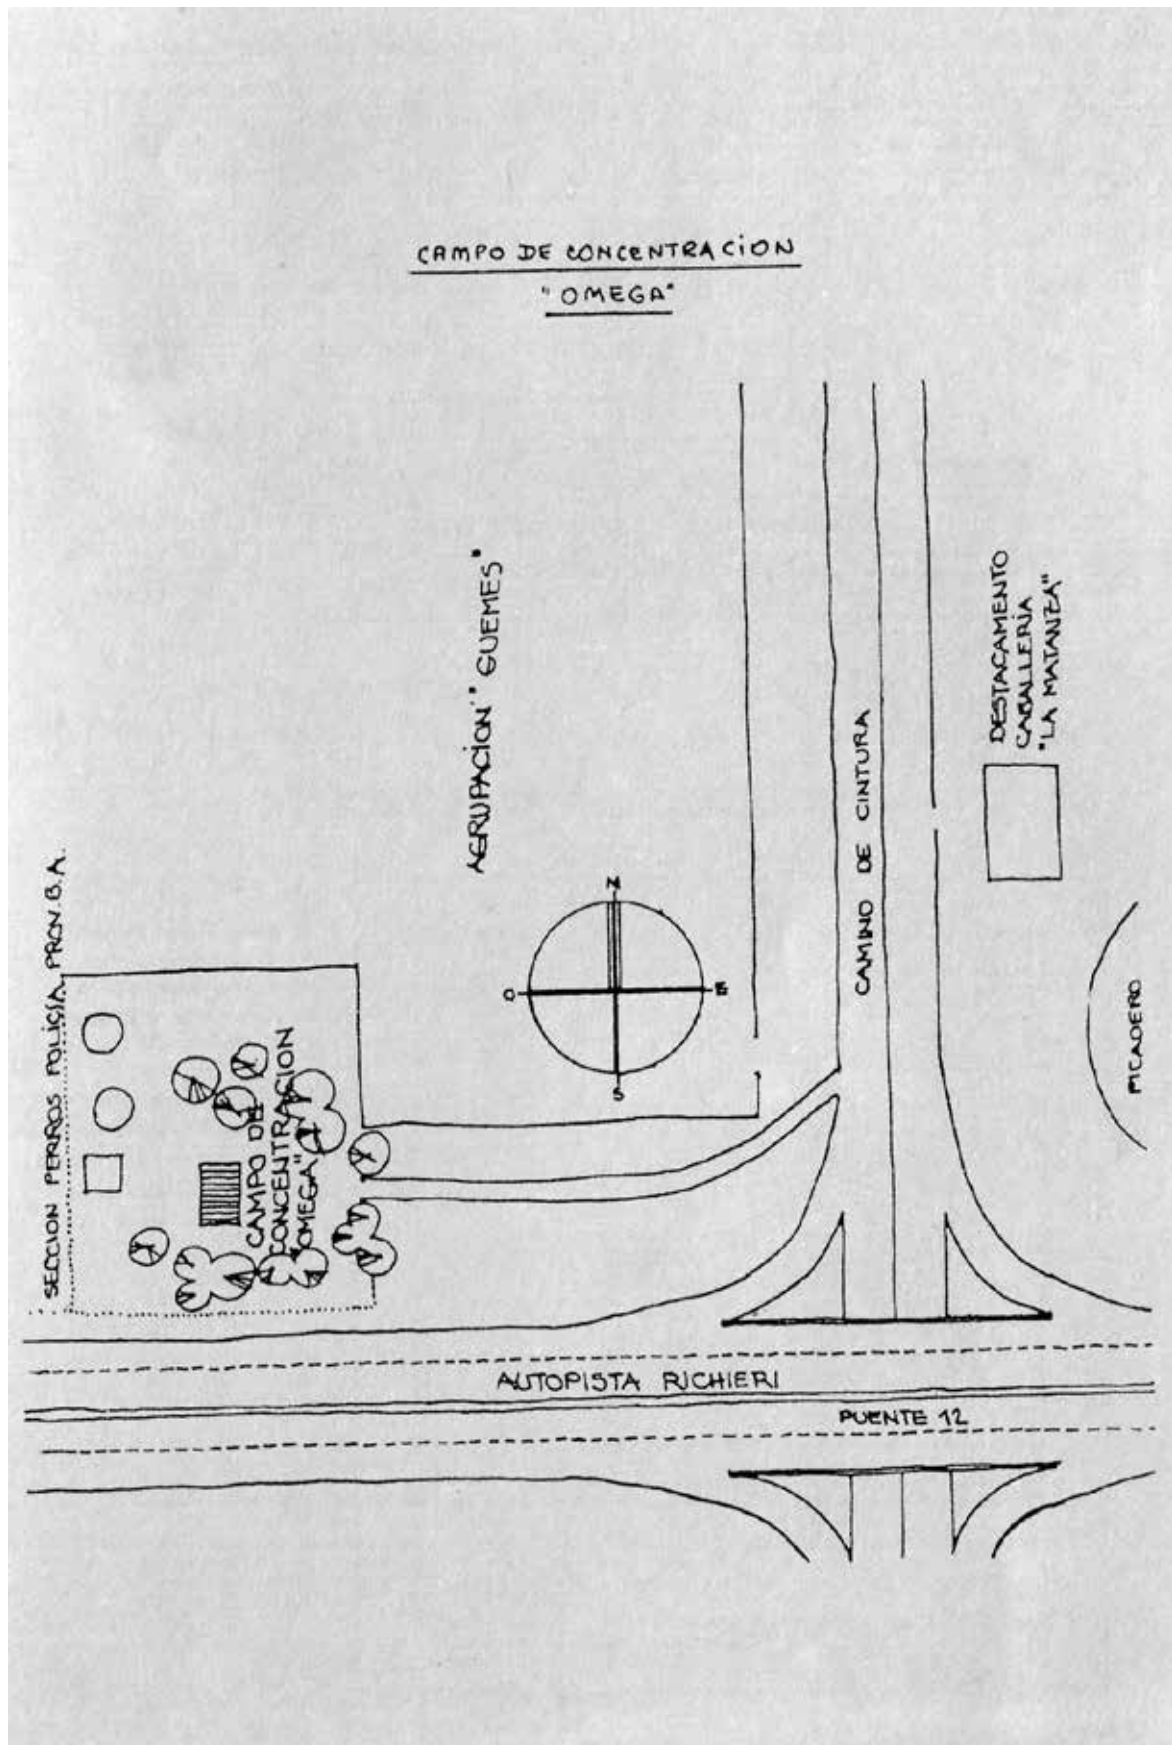 CAMPO DE CONCENTRACION
"OMEGA"
AGRUPACION "GUEMES"
DESTACAMENTO
CABALLERIA
"LA MATANZA"
CAMINO DE CINTURA
SECCION PERROS POLICIA PROV. B.A.
N
O
E
S
PICADERO
CAMPO DE
CONCENTRACION
"OMEGA"
AUTOPISTA RICHIERI
PUENTE 12